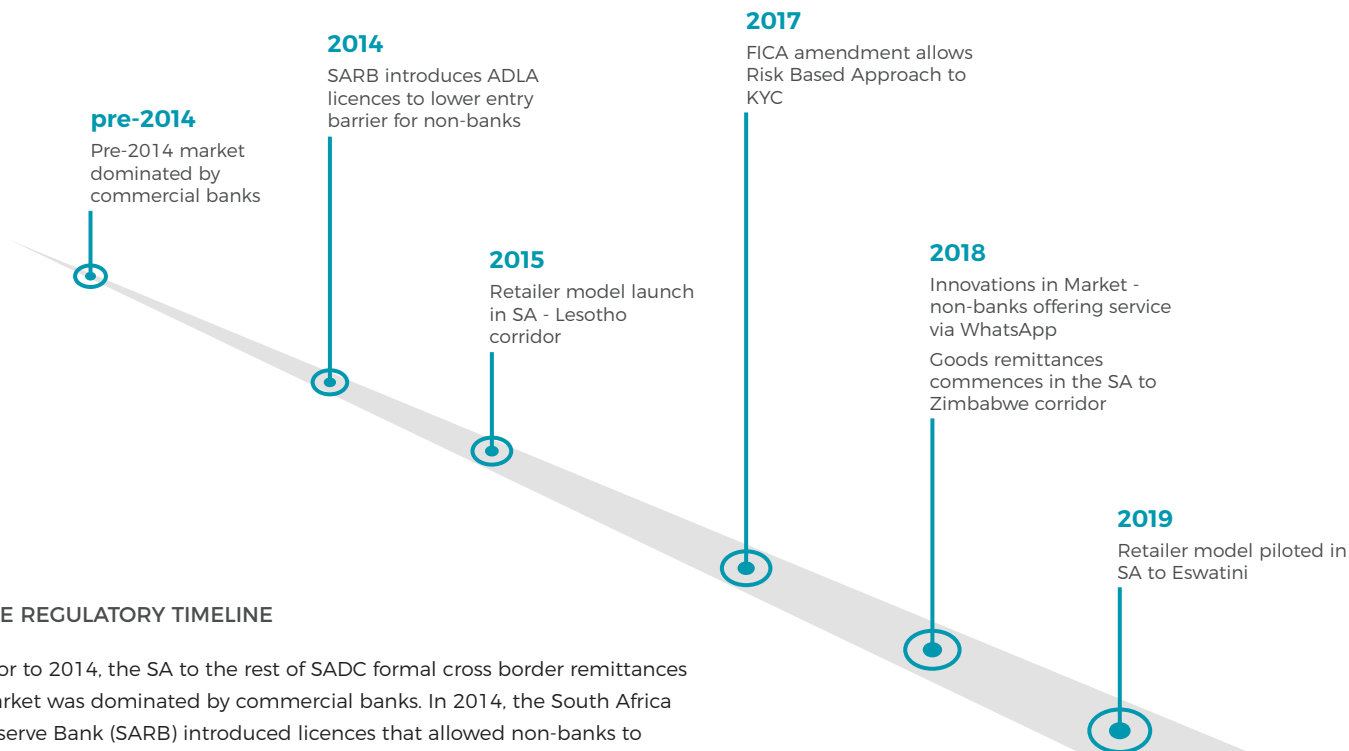 pre-2014
Pre-2014 market
dominated by
commercial banks
2014
SARB introduces ADLA
licences to lower entry
barrier for non-banks
2015
Retailer model launch
in SA - Lesotho
corridor
2017
FICA amendment allows
Risk Based Approach to
KYC
2018
Innovations in Market -
non-banks offering service
via WhatsApp
Goods remittances
commences in the SA to
Zimbabwe corridor
2019
Retailer model piloted in
SA to Eswatini
E REGULATORY TIMELINE
or to 2014, the SA to the rest of SADC formal cross border remittances
arket was dominated by commercial banks. In 2014, the South Africa
serve Bank (SARB) introduced licences that allowed non-banks to